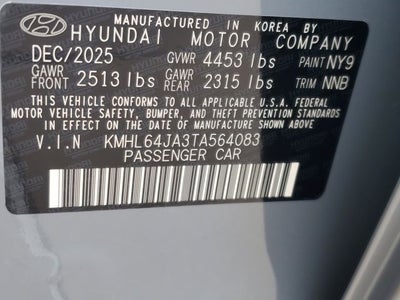 MANUFACTURED IN KOREA BY
HYUNDAI MOTOR COMPANY
DEC/2025 GVWR 4453 lbs PAINT NY9
GAWR FRONT 2513 lbs GAWR REAR 2315 lbs TRIM NNB
THIS VEHICLE CONFORMS TO ALL APPLICABLE U.S.A. FEDERAL
MOTOR VEHICLE SAFETY, BUMPER, AND THEFT PREVENTION STANDARDS
IN EFFECT ON THE DATE OF MANUFACTURE SHOWN ABOVE.
V.I.N KMHL64JA3TA564083
PASSENGER CAR